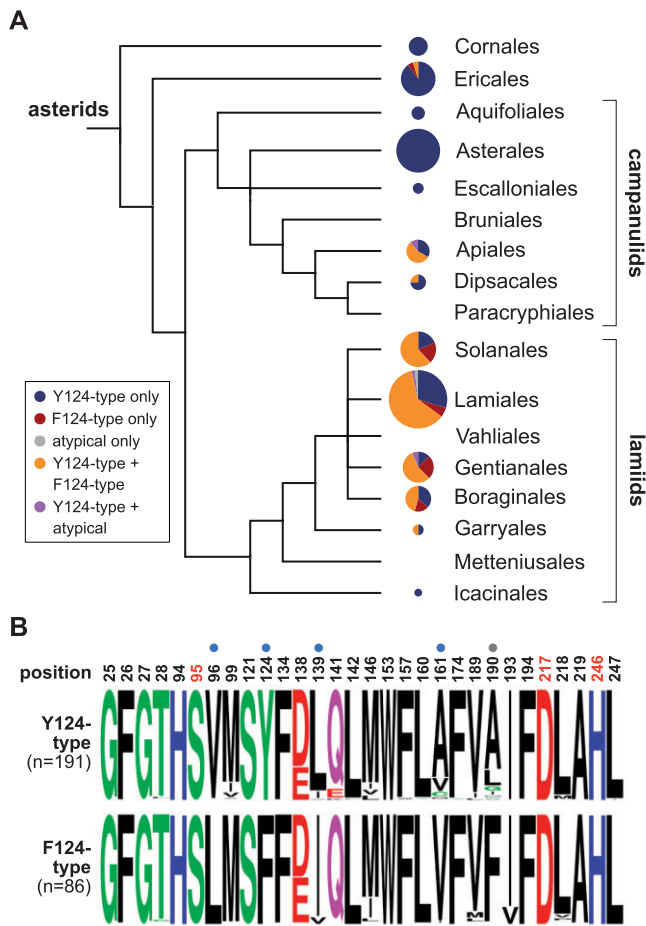 A
asterids
Cornales
Ericales
Aquifoliales
Asterales
Escalloniales
Bruniales
Apiales
Dipsacales
Paracryphiales
campanulids
Solanales
Lamiales
Vahliales
Gentianales
Boraginales
Garryales
Metteniusales
Icacinales
lamiids
Y124-type only
F124-type only
atypical only
Y124-type +
F124-type
Y124-type +
atypical
B
position 25 26 27 28 94 95 96 99 121 124 134 138 139 141 142 146 153 157 160 161 174 189 190 193 194 217 218 219 246 247
Y124-
type
(n=191)
GFGTHSVMSYFDLQLMWFLAFVAIFDLAHL
F124-
type
(n=86)
GFGTHSLMSFFDIQLMWFLVFVFIFDLAHL